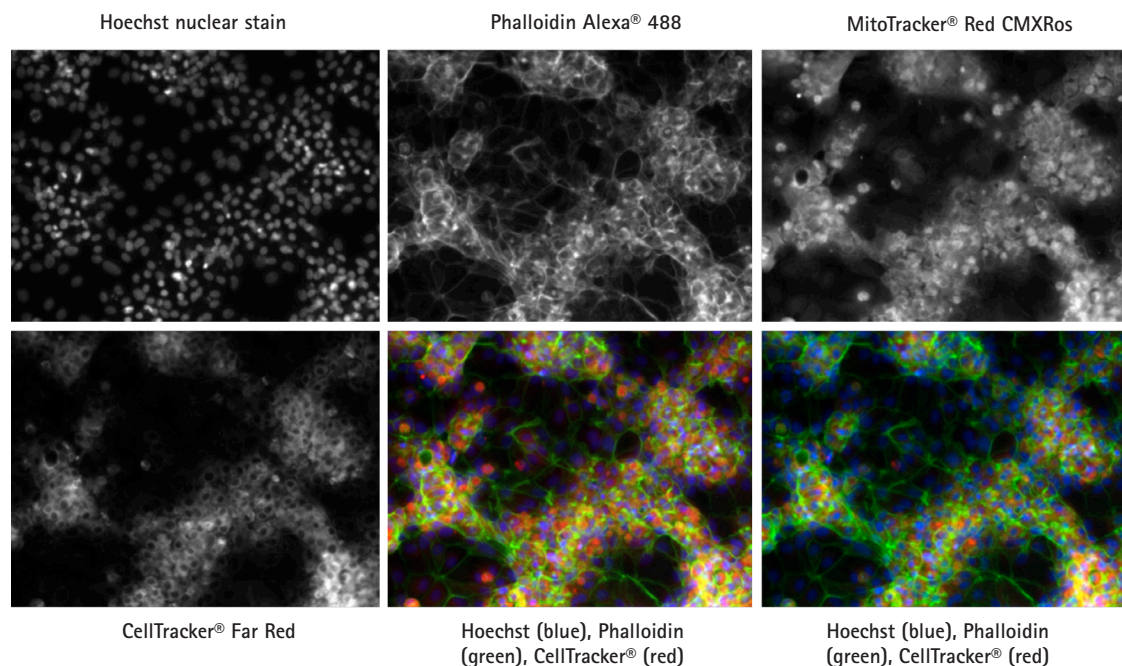 Hoechst nuclear stain
Phalloidin Alexa® 488
MitoTracker® Red CMXRos
CellTracker® Far Red
Hoechst (blue), Phalloidin
(green), CellTracker® (red)
Hoechst (blue), Phalloidin
(green), CellTracker® (red)